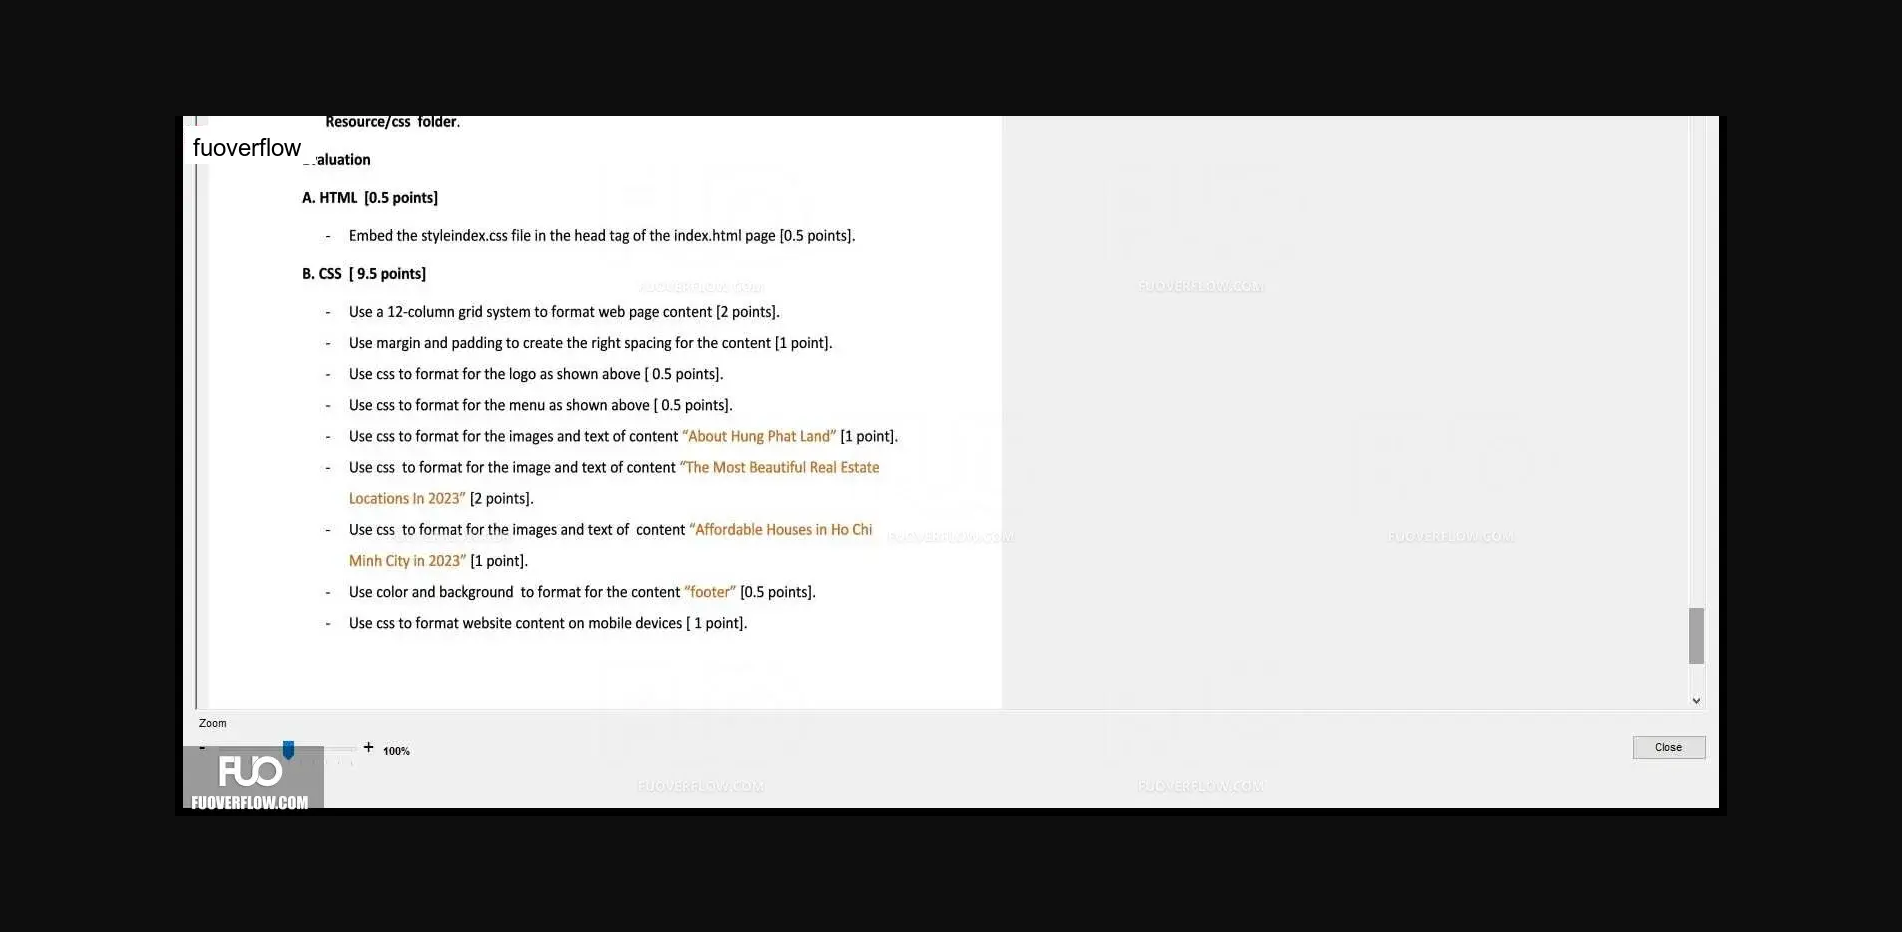 Resource/css folder.
fuoverflow
aluation
A. HTML [0.5 points]
- Embed the styleindex.css file in the head tag of the index.html page [0.5 points].
B. CSS [ 9.5 points]
FUOVERFLOW.COM FUOVERFLOW.COM
- Use a 12-column grid system to format web page content [2 points].
- Use margin and padding to create the right spacing for the content [1 point].
- Use css to format for the logo as shown above [ 0.5 points].
- Use css to format for the menu as shown above [ 0.5 points].
- Use css to format for the images and text of content “About Hung Phat Land” [1 point].
- Use css to format for the image and text of content “The Most Beautiful Real Estate
Locations In 2023” [2 points].
- Use css to format for the images and text of content “Affordable Houses in Ho Chi
FUOVERFLOW.COM FUOVERFLOW.COM
Minh City in 2023” [1 point].
- Use color and background to format for the content “footer” [0.5 points].
- Use css to format website content on mobile devices [ 1 point].
Zoom
- + 100%
Close
FUO
FUOVERFLOW.COM FUOVERFLOW.COM
FUOVERFLOW.COM